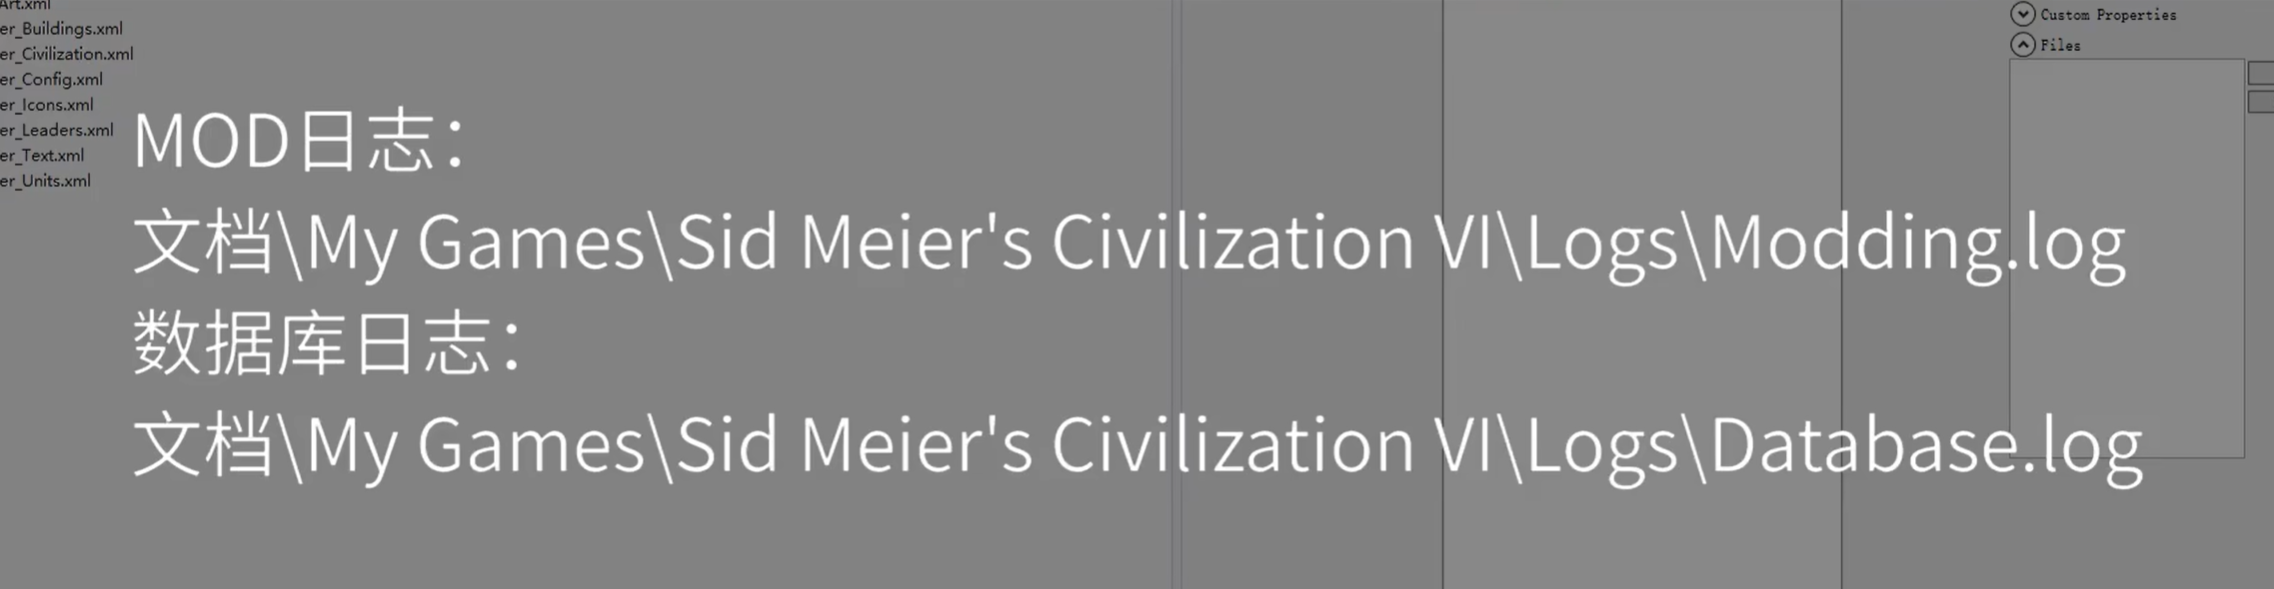 Art.xml
er_Buildings.xml
er_Civilization.xml
er_Config.xml
er_Icons.xml
er_Leaders.xml
er_Text.xml
er_Units.xml
Custom Properties
Files
MOD日志：
文档\My Games\Sid Meier's Civilization VI\Logs\Modding.log
数据库日志：
文档\My Games\Sid Meier's Civilization VI\Logs\Database.log